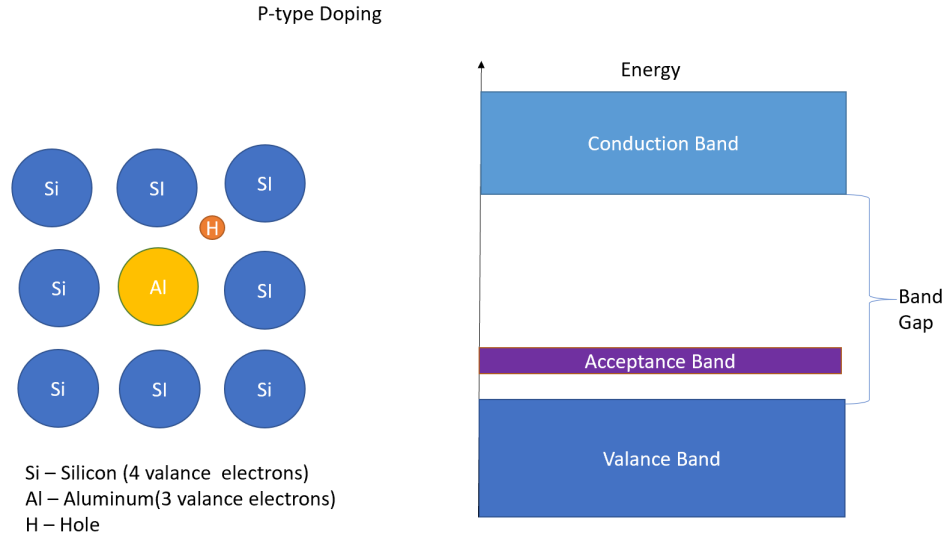 P-type Doping
Si
SI
SI
H
Si
Al
SI
Si
SI
Si
Si – Silicon (4 valance  electrons)
Al – Aluminum(3 valance electrons)
H – Hole
Energy
Conduction Band
Band
Gap
Acceptance Band
Valance Band